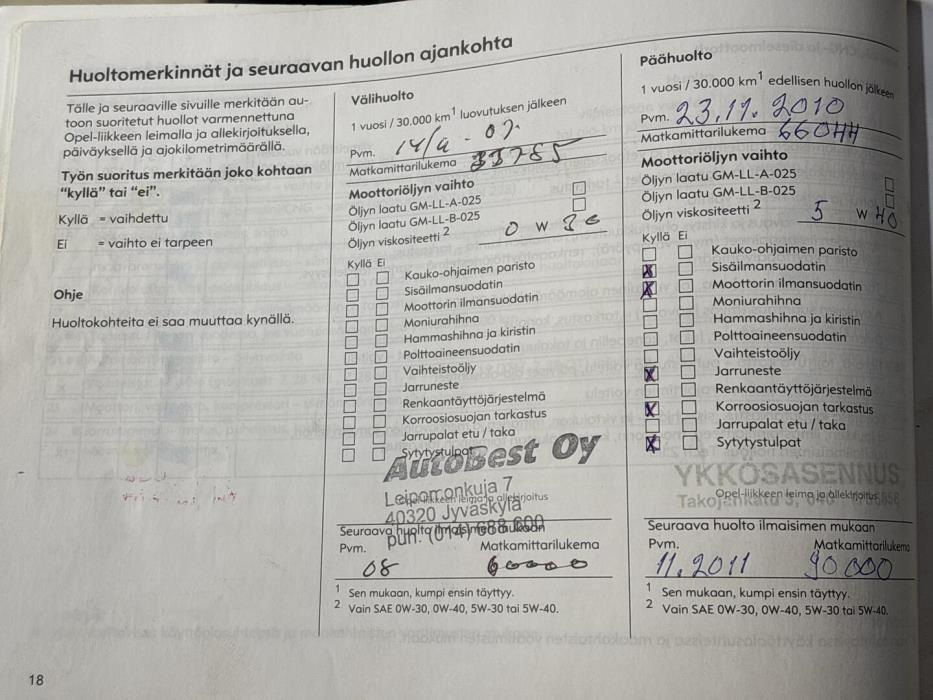 Huoltomerkinnät ja seuraavan huollon ajankohta
Tälle ja seuraaville sivuille merkitään au-
toon suoritetut huollot varmennettuna
Opel-liikkeen leimalla ja allekirjoituksella,
päiväyksellä ja ajokilometrimäärällä.
Työn suoritus merkitään joko kohtaan
“kyllä” tai “ei”.
Kyllä = vaihdettu
Ei = vaihto ei tarpeen
Ohje
Huoltokohteita ei saa muuttaa kynällä.
Välihuolto
1 vuosi / 30.000 km1 luovutuksen jälkeen
Pvm.
Matkamittarilukema 33785
Moottoriöljyn vaihto
Öljyn laatu GM-LL-A-025
Öljyn laatu GM-LL-B-025
Öljyn viskositeetti 2 0 W 30
Kyllä Ei
Kauko-ohjaimen paristo
Sisäilmansuodatin
Moottorin ilmansuodatin
Moniurahihna
Hammashihna ja kiristin
Polttoaineensuodatin
Vaihteistoöljy
Jarruneste
Renkaantäyttöjärjestelmä
Korroosiosuojan tarkastus
Jarrupalat etu / taka
Sytytystulpat
AutoBest Oy
Leipomonkuja 7
Opel-liikkeen leima ja allekirjoitus
40320 Jyväskylä
Seuraava huolto ilmaisimen mukaan
puh. (014) 688 600
Pvm. Matkamittarilukema
08 60000
1 Sen mukaan, kumpi ensin täyttyy.
2 Vain SAE 0W-30, 0W-40, 5W-30 tai 5W-40.
Päähuolto
1 vuosi / 30.000 km1 edellisen huollon jälkeen
Pvm. 23.11.2010
Matkamittarilukema 66044
Moottoriöljyn vaihto
Öljyn laatu GM-LL-A-025
Öljyn laatu GM-LL-B-025
Öljyn viskositeetti 2 5 W 40
Kyllä Ei
Kauko-ohjaimen paristo
Sisäilmansuodatin
Moottorin ilmansuodatin
Moniurahihna
Hammashihna ja kiristin
Polttoaineensuodatin
Vaihteistoöljy
Jarruneste
Renkaantäyttöjärjestelmä
Korroosiosuojan tarkastus
Jarrupalat etu / taka
Sytytystulpat
YKKÖSASENNUS
Opel-liikkeen leima ja allekirjoitus
Seuraava huolto ilmaisimen mukaan
Pvm. Matkamittarilukema
11.2011 90000
1 Sen mukaan, kumpi ensin täyttyy.
2 Vain SAE 0W-30, 0W-40, 5W-30 tai 5W-40.
18